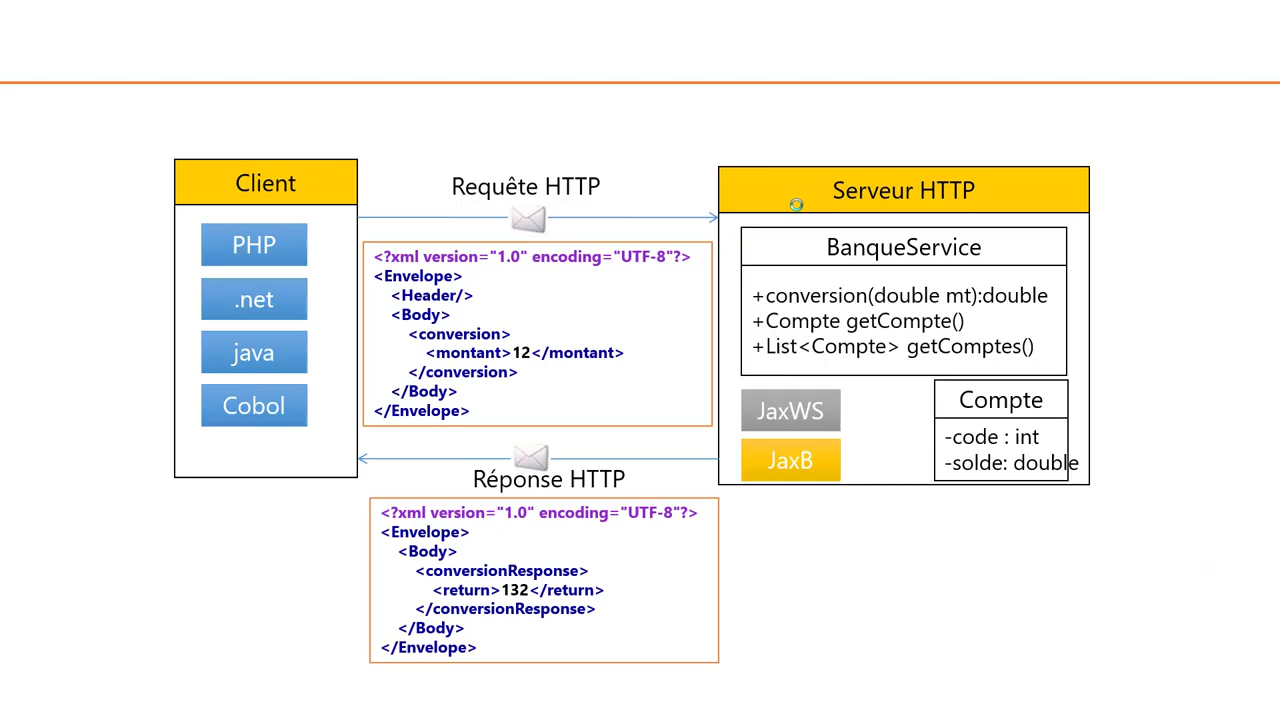 Client
PHP
.net
java
Cobol
Requête HTTP
<?xml version="1.0" encoding="UTF-8"?>
<Envelope>
<Header/>
<Body>
<conversion>
<montant>12</montant>
</conversion>
</Body>
</Envelope>
Réponse HTTP
<?xml version="1.0" encoding="UTF-8"?>
<Envelope>
<Body>
<conversionResponse>
<return>132</return>
</conversionResponse>
</Body>
</Envelope>
Serveur HTTP
BanqueService
+conversion(double mt):double
+Compte getCompte()
+List<Compte> getComptes()
JaxWS
JaxB
Compte
-code : int
-solde: double